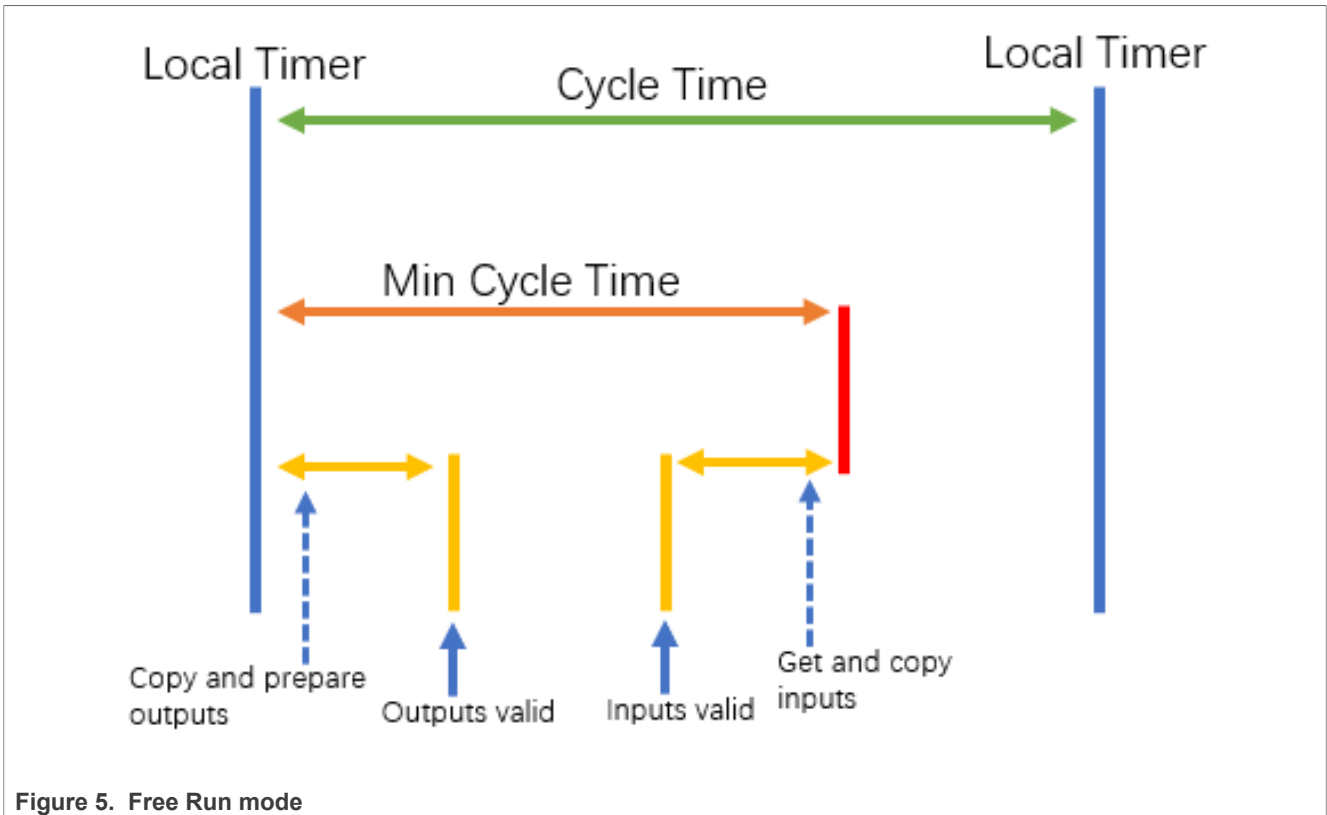 Local Timer
Local Timer
Cycle Time
Min Cycle Time
Copy and prepare
outputs
Outputs valid
Inputs valid
Get and copy
inputs
Figure 5. Free Run mode